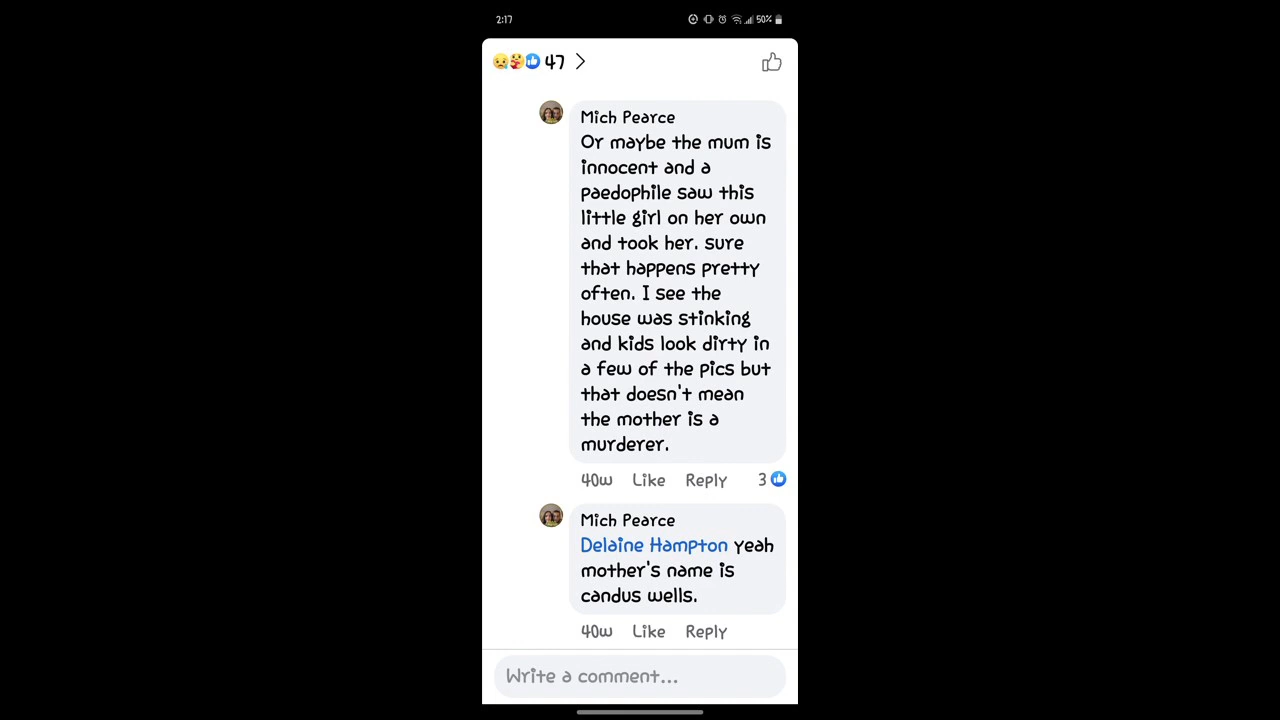 2:17
50%
47
Mich Pearce
Or maybe the mum is
innocent and a
paedophile saw this
little girl on her own
and took her. sure
that happens pretty
often. I see the
house was stinking
and kids look dirty in
a few of the pics but
that doesn't mean
the mother is a
murderer.
40w Like Reply 3
Mich Pearce
Delaine Hampton yeah
mother's name is
candus wells.
40w Like Reply
Write a comment...